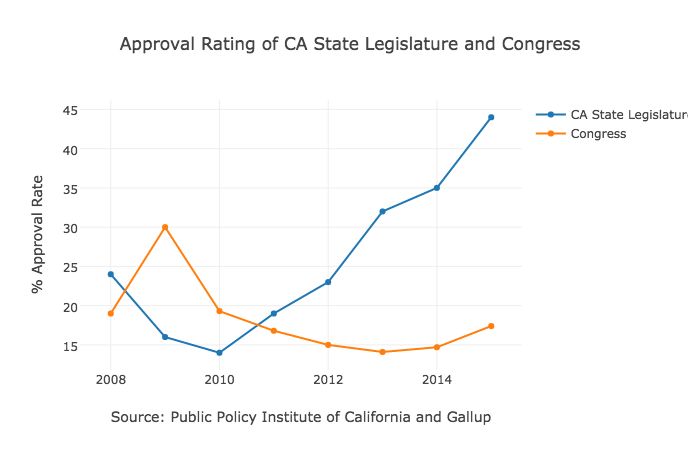 Approval Rating of CA State Legislature and Congress
45
40
35
30
25
20
15
% Approval Rate
2008
2010
2012
2014
CA State Legislatur
Congress
Source: Public Policy Institute of California and Gallup